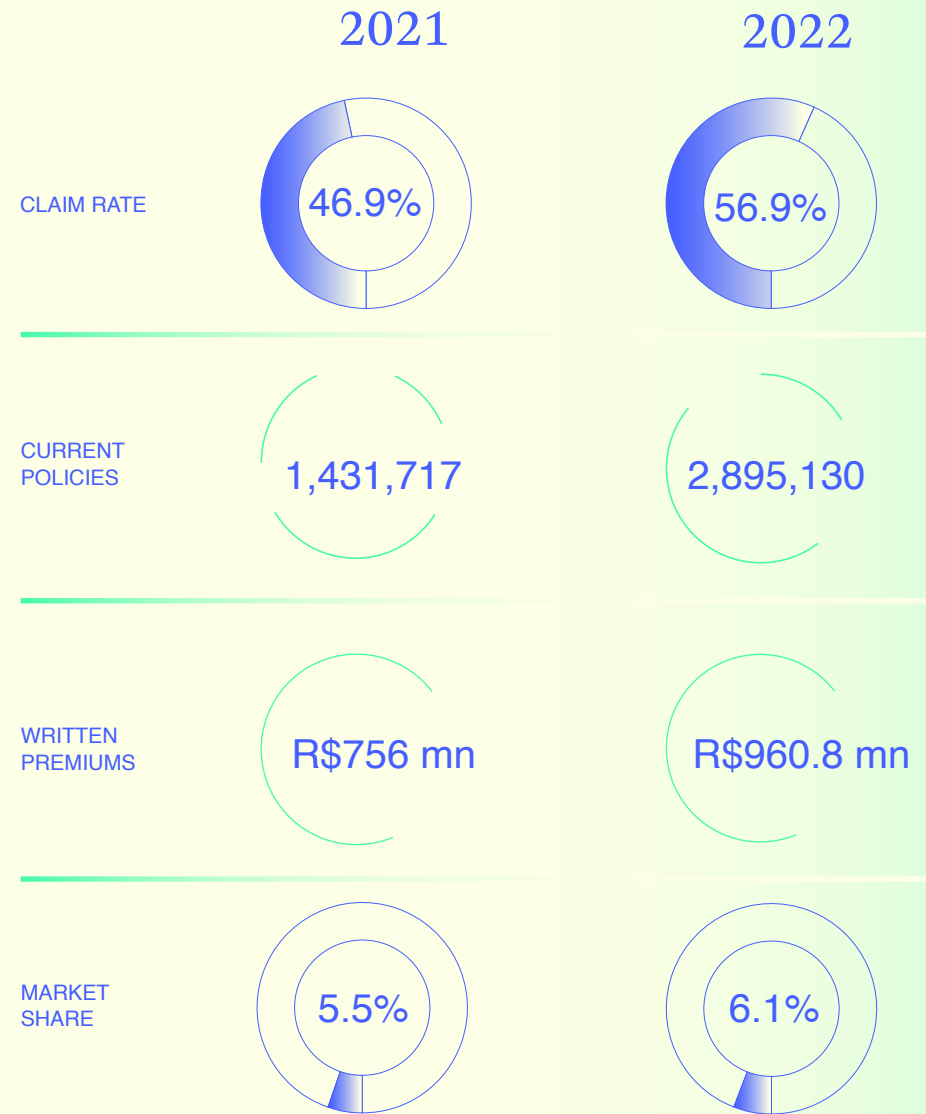 2021 2022
CLAIM RATE 46.9% 56.9%
CURRENT
POLICIES
1,431,717 2,895,130
WRITTEN
PREMIUMS
R$756 mn R$960.8 mn
MARKET
SHARE
5.5% 6.1%